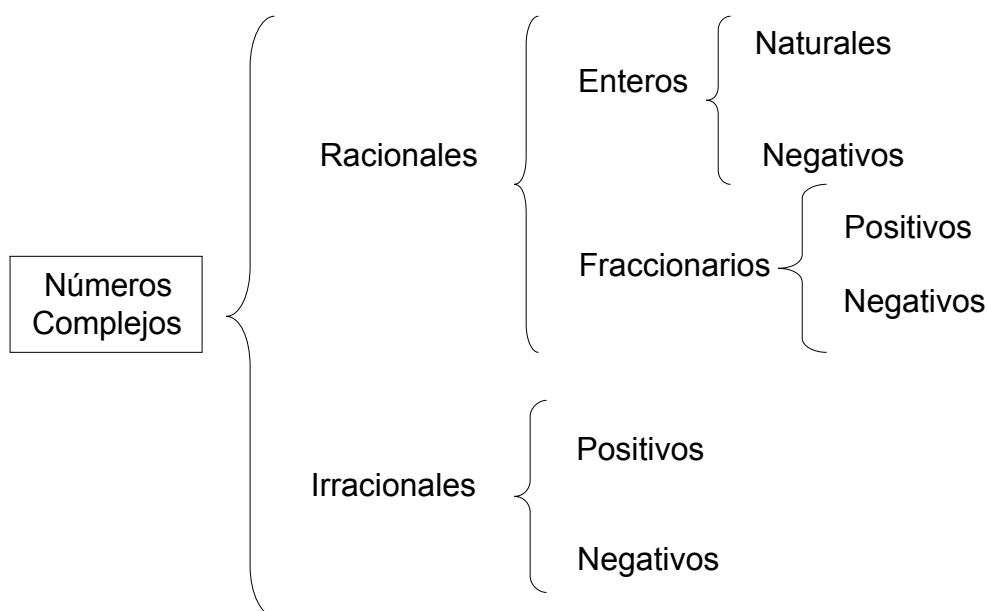 Números
Complejos
Racionales
Enteros
Naturales
Negativos
Fraccionarios
Positivos
Negativos
Irracionales
Positivos
Negativos